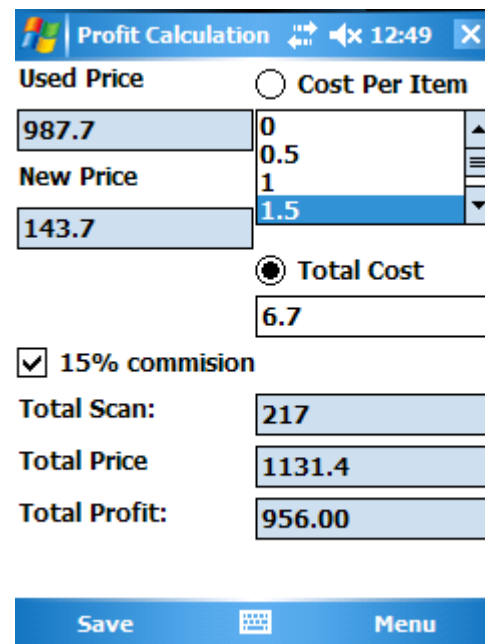 Profit Calculation 12:49
Used Price
Cost Per Item
987.7
0
0.5
1
1.5
New Price
143.7
Total Cost
6.7
15% commision
Total Scan:
217
Total Price
1131.4
Total Profit:
956.00
Save Menu